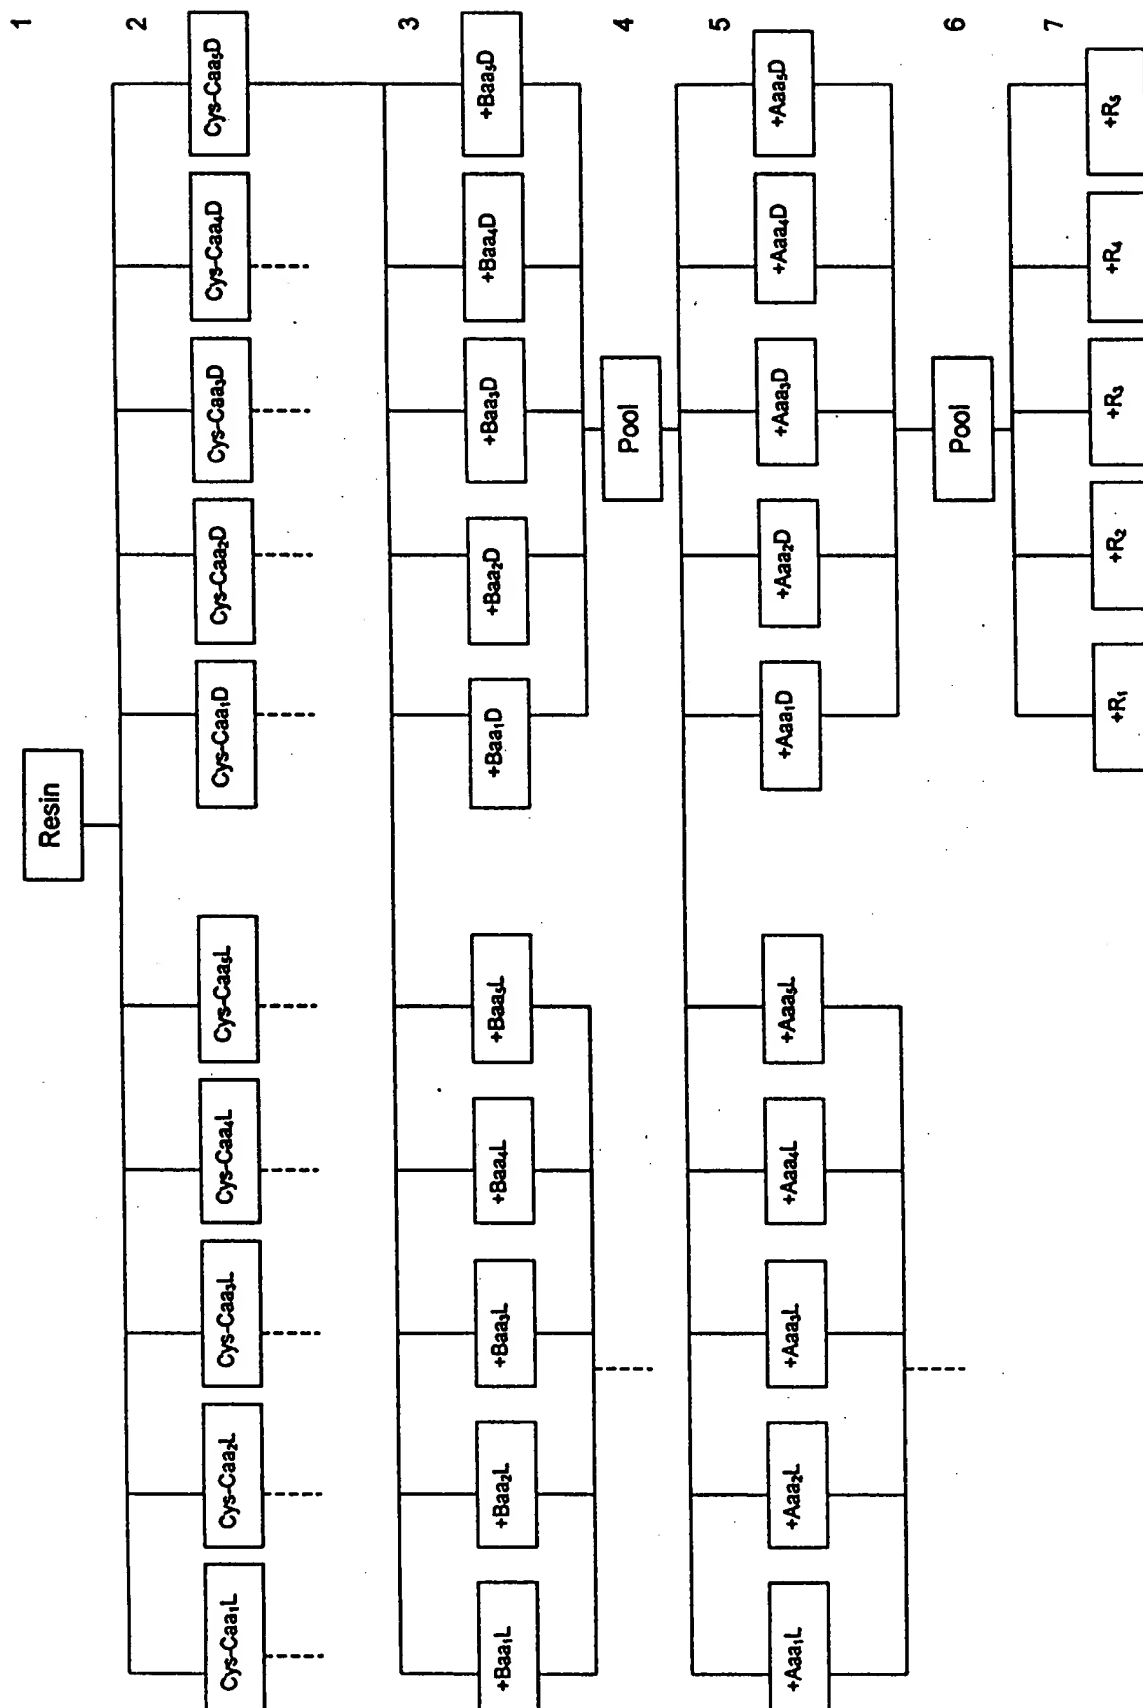 1
Resin
2
Cys-Caa₁L
Cys-Caa₂L
Cys-Caa₃L
Cys-Caa₄L
Cys-Caa₅L
Cys-Caa₁D
Cys-Caa₂D
Cys-Caa₃D
Cys-Caa₄D
Cys-Caa₅D
3
+Baa₁L
+Baa₂L
+Baa₃L
+Baa₄L
+Baa₅L
+Baa₁D
+Baa₂D
+Baa₃D
+Baa₄D
+Baa₅D
4
Pool
5
+Aaa₁L
+Aaa₂L
+Aaa₃L
+Aaa₄L
+Aaa₅L
+Aaa₁D
+Aaa₂D
+Aaa₃D
+Aaa₄D
+Aaa₅D
6
Pool
7
+R₁
+R₂
+R₃
+R₄
+R₅